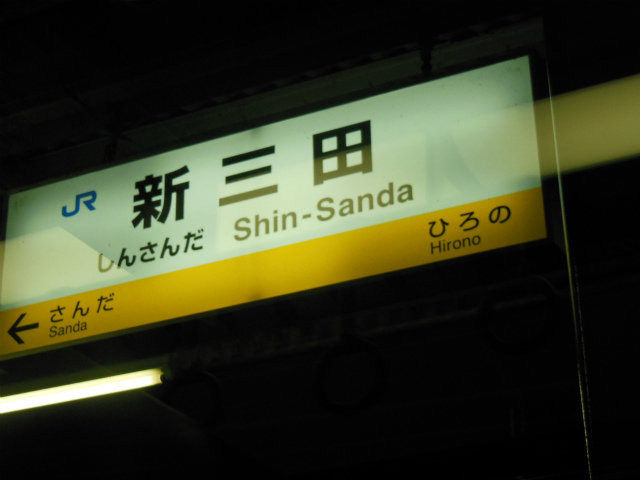 JR 新三田
しんさんだ Shin-Sanda
ひろの
Hirono
← さんだ
Sanda